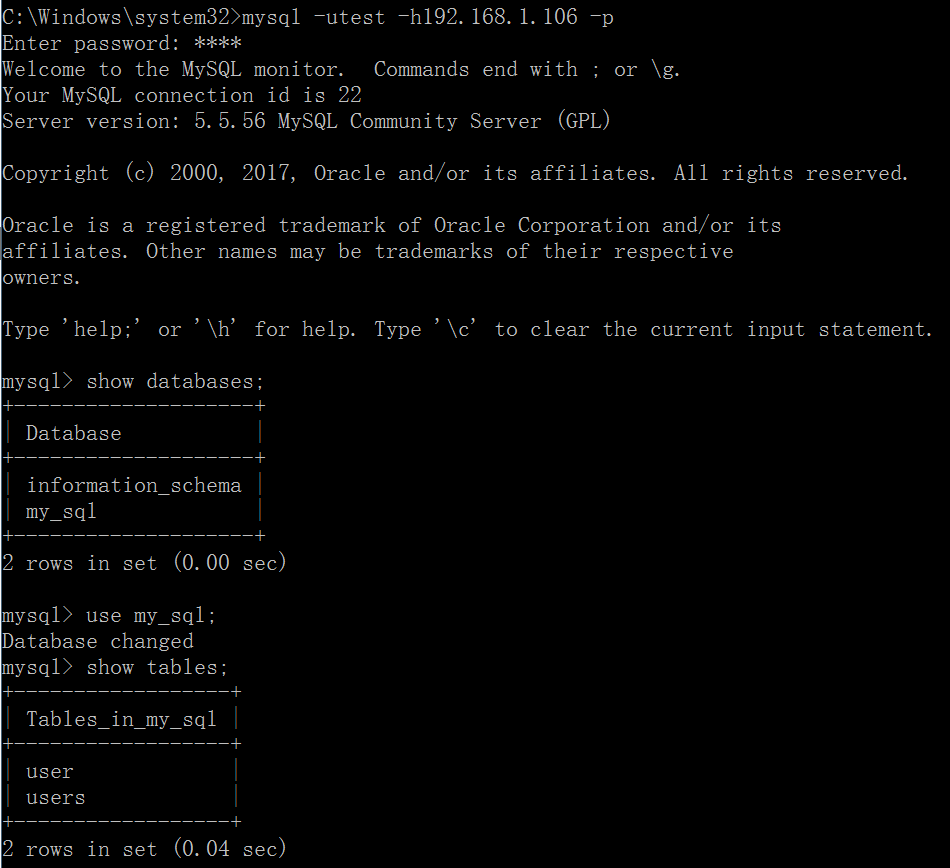 C:\Windows\system32>mysql -utest -h192.168.1.106 -p
Enter password: ****
Welcome to the MySQL monitor.  Commands end with ; or \g.
Your MySQL connection id is 22
Server version: 5.5.56 MySQL Community Server (GPL)
Copyright (c) 2000, 2017, Oracle and/or its affiliates. All rights reserved.
Oracle is a registered trademark of Oracle Corporation and/or its
affiliates. Other names may be trademarks of their respective
owners.
Type 'help;' or '\h' for help. Type '\c' to clear the current input statement.
mysql> show databases;
+--------------------+
| Database           |
+--------------------+
| information_schema |
| my_sql             |
+--------------------+
2 rows in set (0.00 sec)
mysql> use my_sql;
Database changed
mysql> show tables;
+------------------+
| Tables_in_my_sql |
+------------------+
| user             |
| users            |
+------------------+
2 rows in set (0.04 sec)